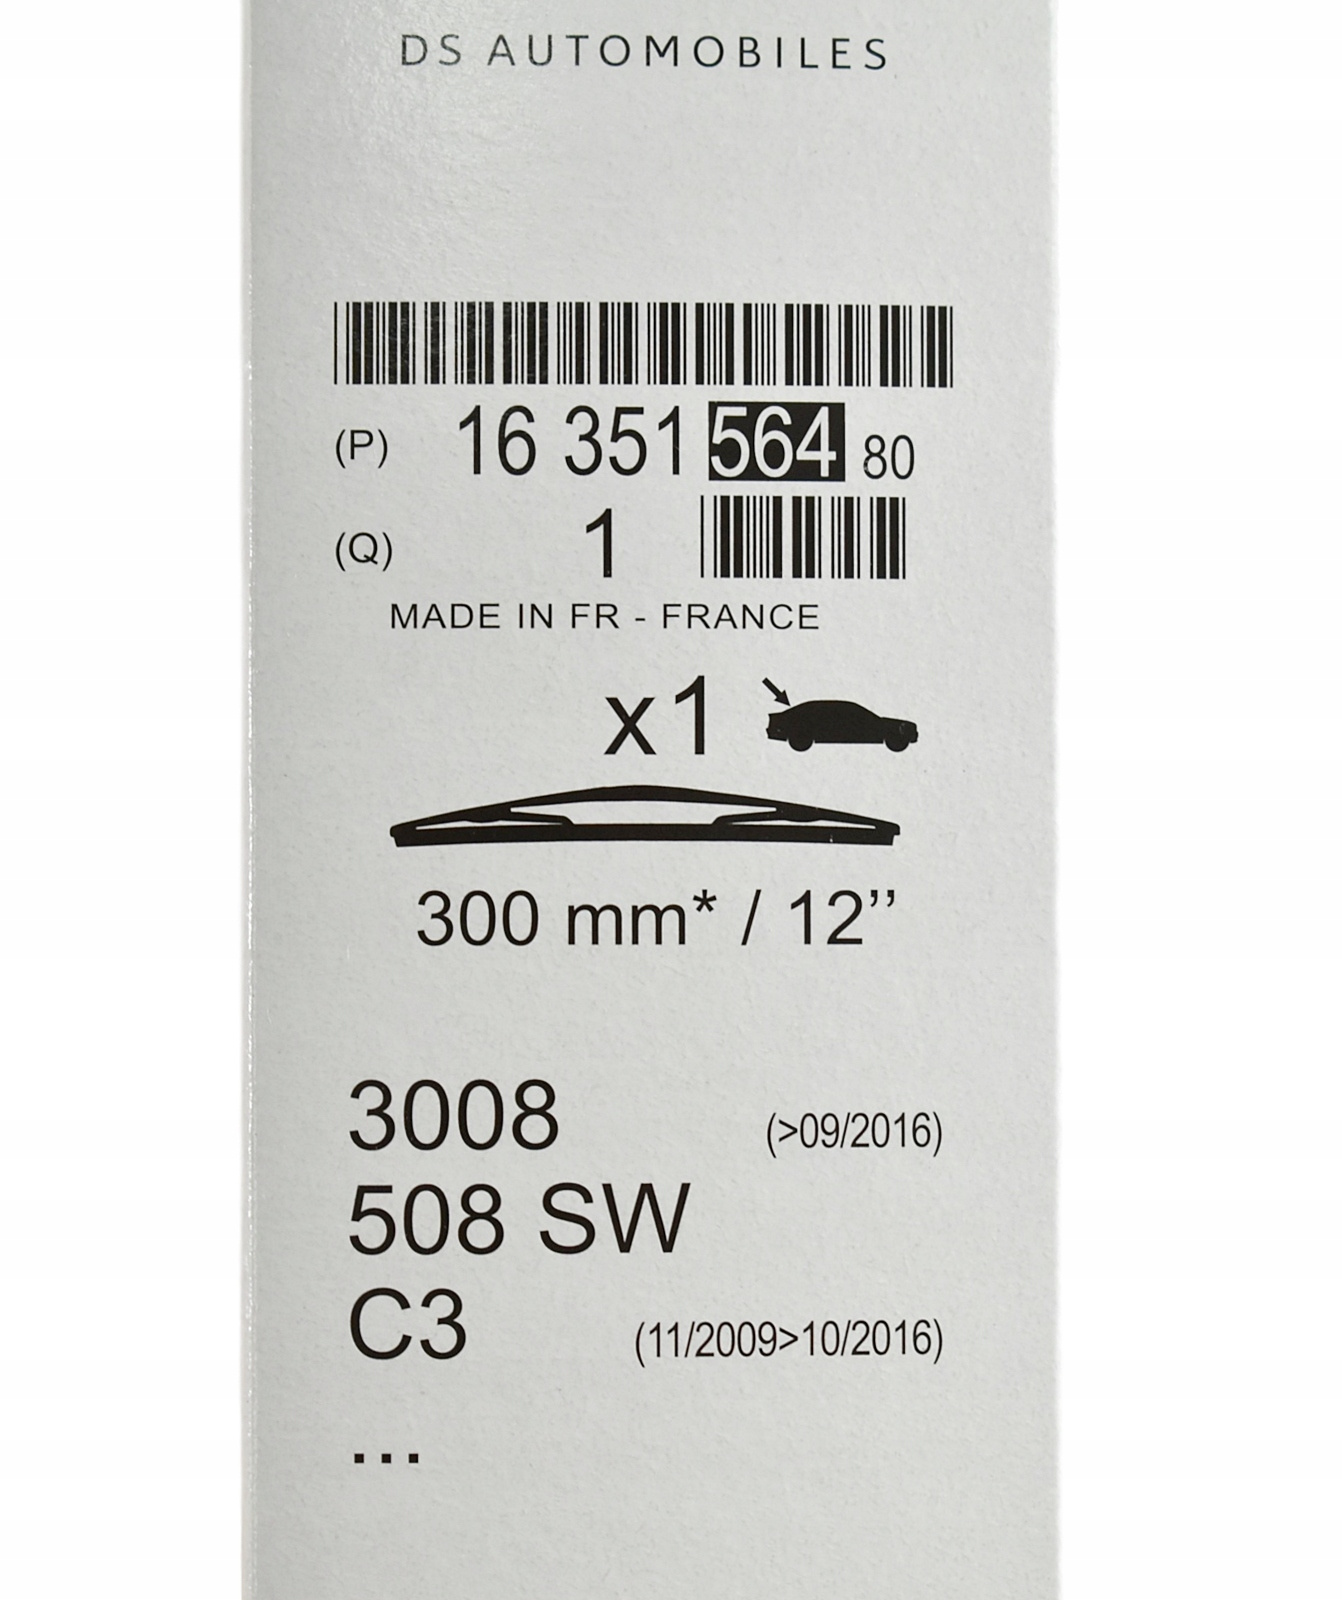 DS AUTOMOBILES
(P) 16 351 564 80
(Q) 1
MADE IN FR - FRANCE
x1
300 mm* / 12’’
3008 (>09/2016)
508 SW
C3 (11/2009>10/2016)
...